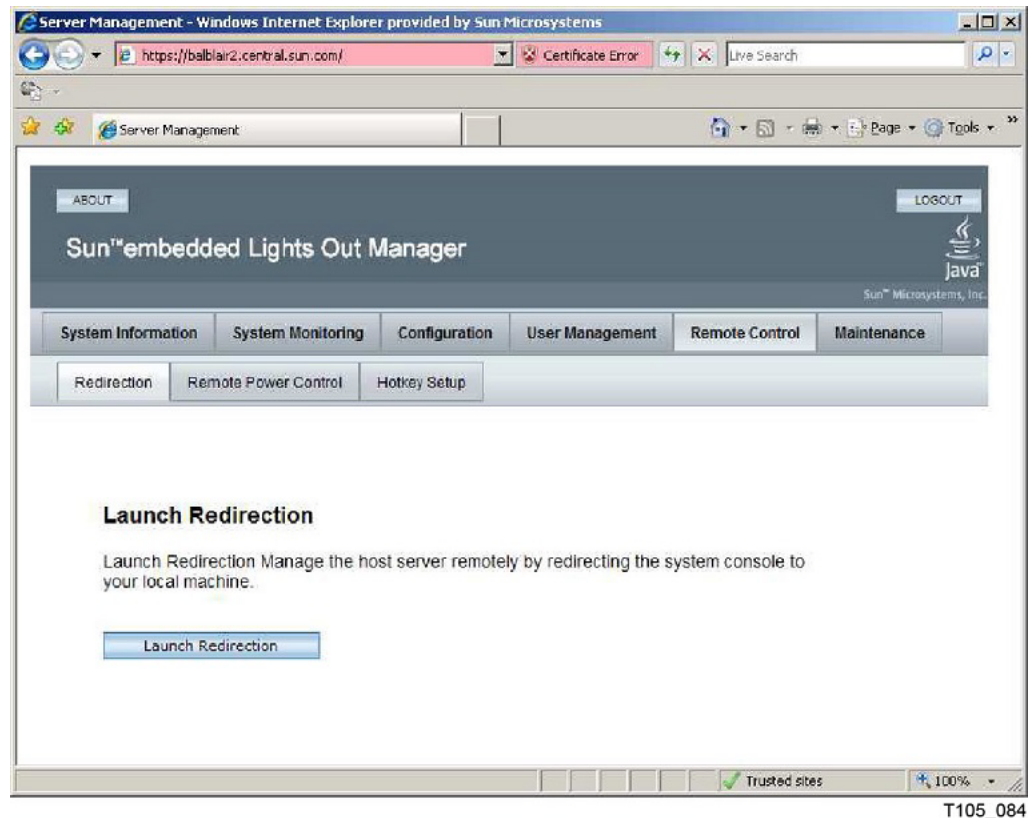 Server Management - Windows Internet Explorer provided by Sun Microsystems
https://balblair2.central.sun.com/
Certificate Error
Live Search
Server Management
Page
Tools
ABOUT
LOGOUT
Sun™embedded Lights Out Manager
Java
Sun™ Microsystems, Inc.
System Information
System Monitoring
Configuration
User Management
Remote Control
Maintenance
Redirection
Remote Power Control
Hotkey Setup
Launch Redirection
Launch Redirection Manage the host server remotely by redirecting the system console to
your local machine.
Launch Redirection
Trusted sites
100%
T105_084